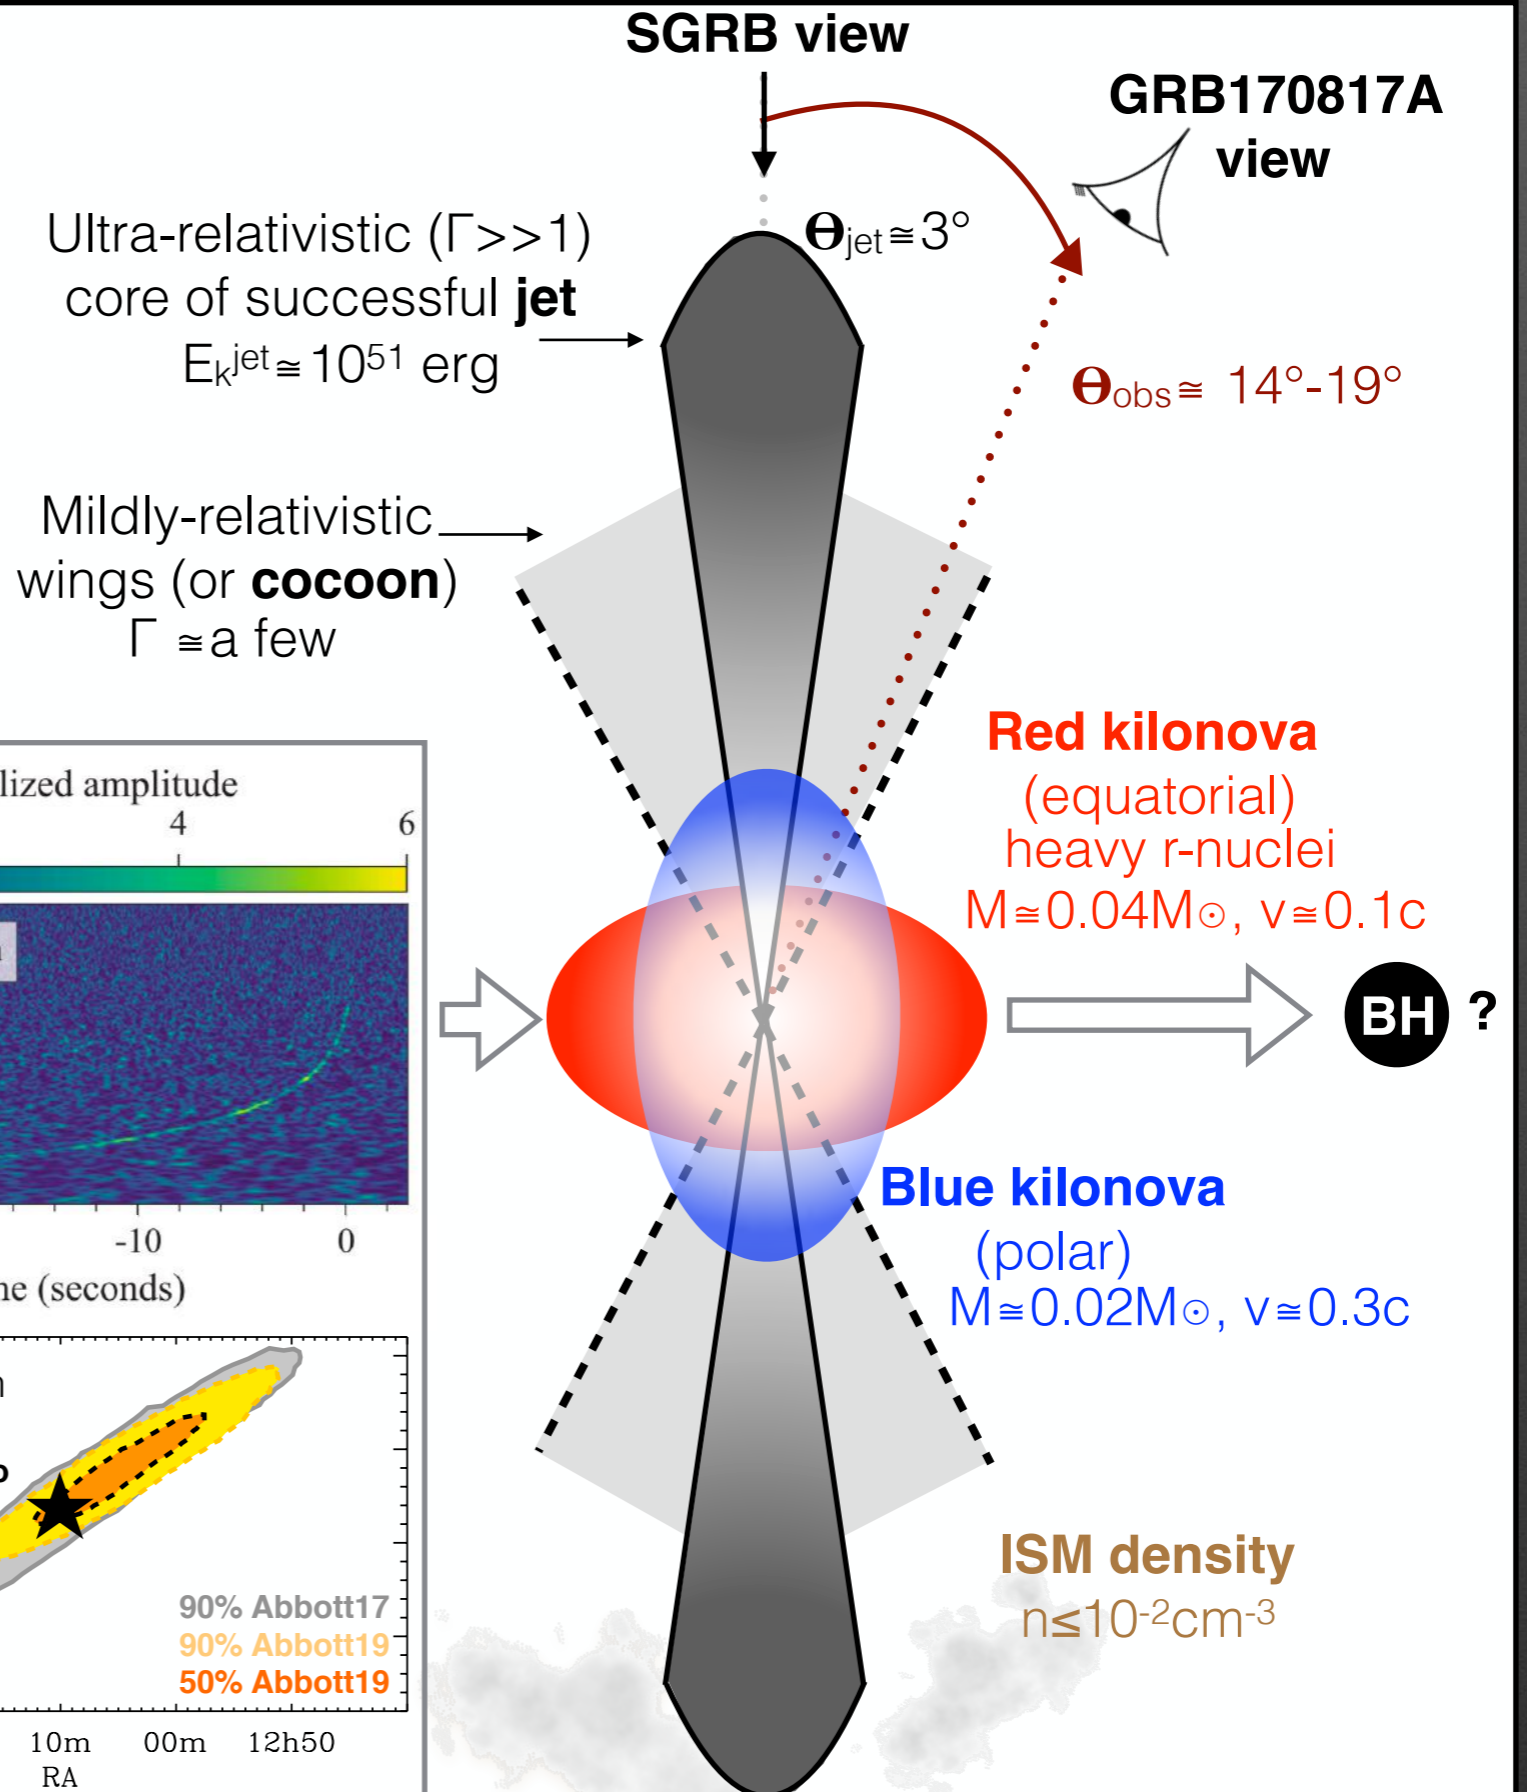 SGRB view
GRB170817A
view
Ultra-relativistic (Γ>>1)
core of successful jet
Eₖʲᵉᵗ≅10⁵¹ erg
Θjet≅3°
Θobs≅ 14°-19°
Mildly-relativistic
wings (or cocoon)
Γ ≅a few
Red kilonova
(equatorial)
heavy r-nuclei
M≅0.04M⊙, v≅0.1c
BH ?
Blue kilonova
(polar)
M≅0.02M⊙, v≅0.3c
ISM density
n≤10⁻²cm⁻³
lized amplitude
4 6
-10 0
ne (seconds)
90% Abbott17
90% Abbott19
50% Abbott19
10m 00m 12h50
RA